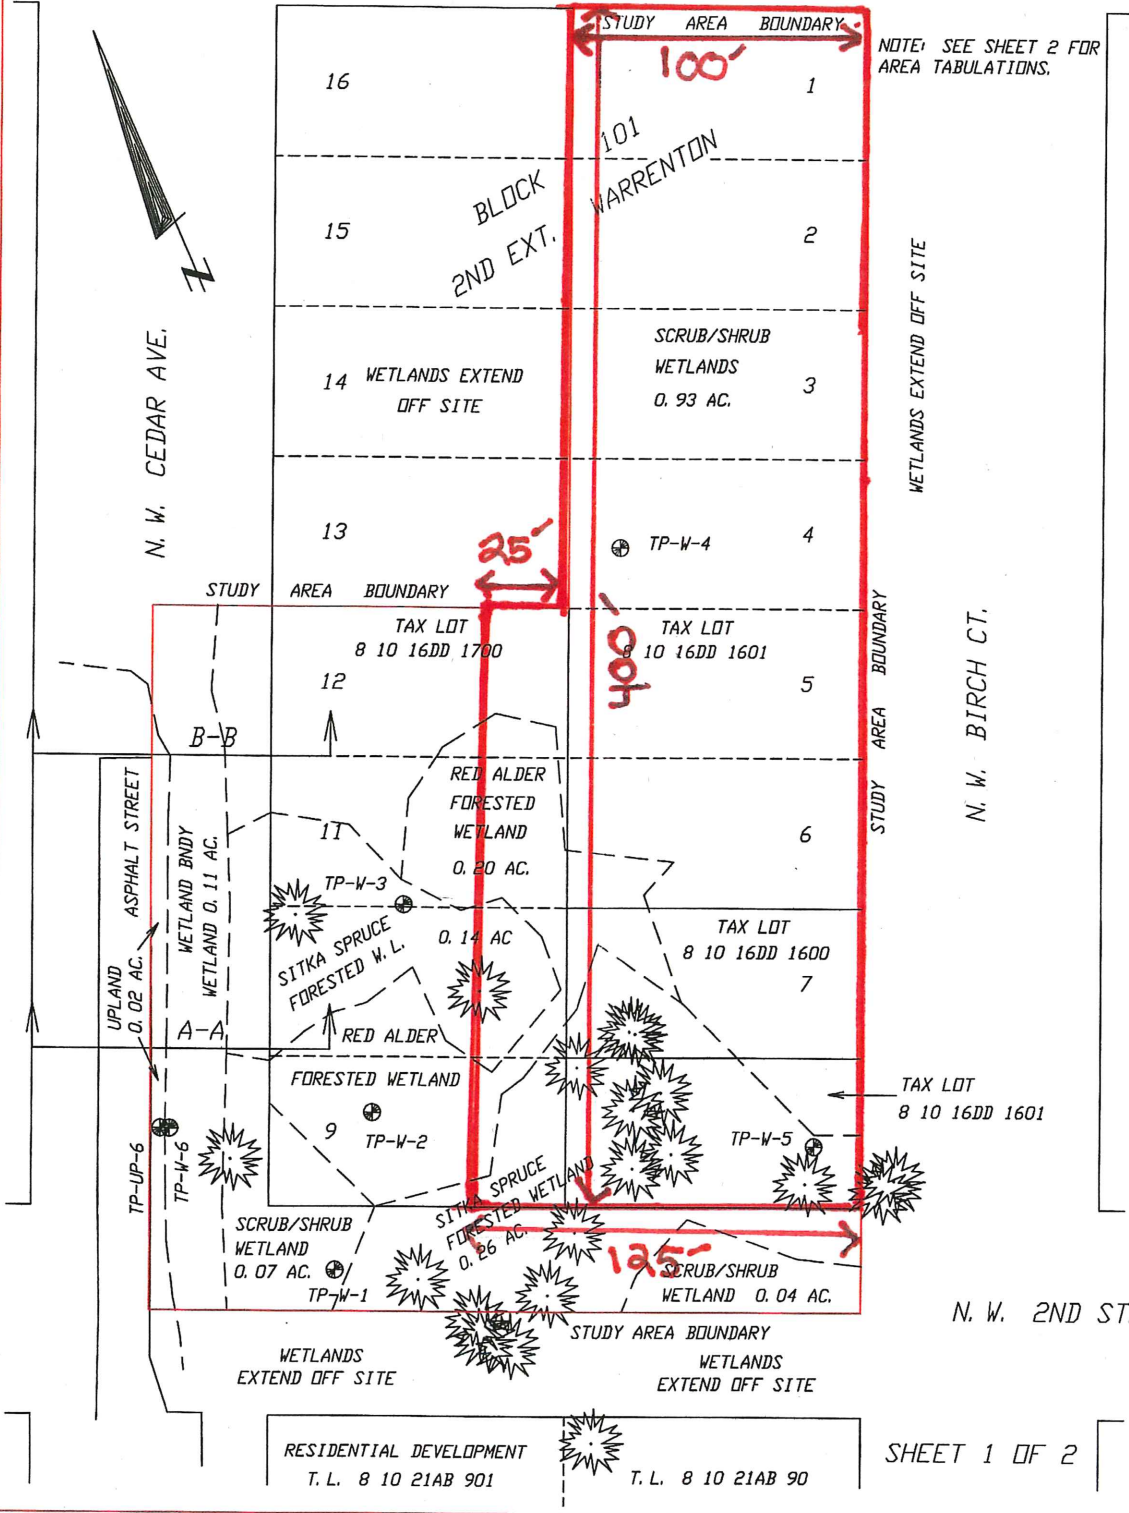 STUDY AREA BOUNDARY
100'
NOTE: SEE SHEET 2 FOR
AREA TABULATIONS.
16
1
101
BLOCK
WARRENTON
2ND EXT.
N
15
2
WETLANDS EXTEND OFF SITE
N. W. CEDAR AVE.
SCRUB/SHRUB
WETLANDS
0.93 AC.
14
WETLANDS EXTEND
OFF SITE
3
13
25'
TP-W-4
4
STUDY AREA BOUNDARY
TAX LOT
8 10 16DD 1700
400'
TAX LOT
8 10 16DD 1601
12
5
STUDY AREA BOUNDARY
N. W. BIRCH CT.
B-B
RED ALDER
FORESTED
WETLAND
0.20 AC.
ASPHALT STREET
WETLAND BNDY
WETLAND 0.11 AC.
11
6
TP-W-3
SITKA SPRUCE
FORESTED W.L.
0.14 AC
TAX LOT
8 10 16DD 1600
7
UPLAND
0.02 AC.
A-A
RED ALDER
FORESTED WETLAND
TAX LOT
8 10 16DD 1601
9
TP-W-2
TP-W-5
TP-UP-6
TP-W-6
SITKA SPRUCE
FORESTED WETLAND
0.26 AC.
SCRUB/SHRUB
WETLAND
0.07 AC.
TP-W-1
125'
SCRUB/SHRUB
WETLAND 0.04 AC.
N. W. 2ND ST.
STUDY AREA BOUNDARY
WETLANDS
EXTEND OFF SITE
WETLANDS
EXTEND OFF SITE
RESIDENTIAL DEVELOPMENT
T.L. 8 10 21AB 901
T.L. 8 10 21AB 90
SHEET 1 OF 2